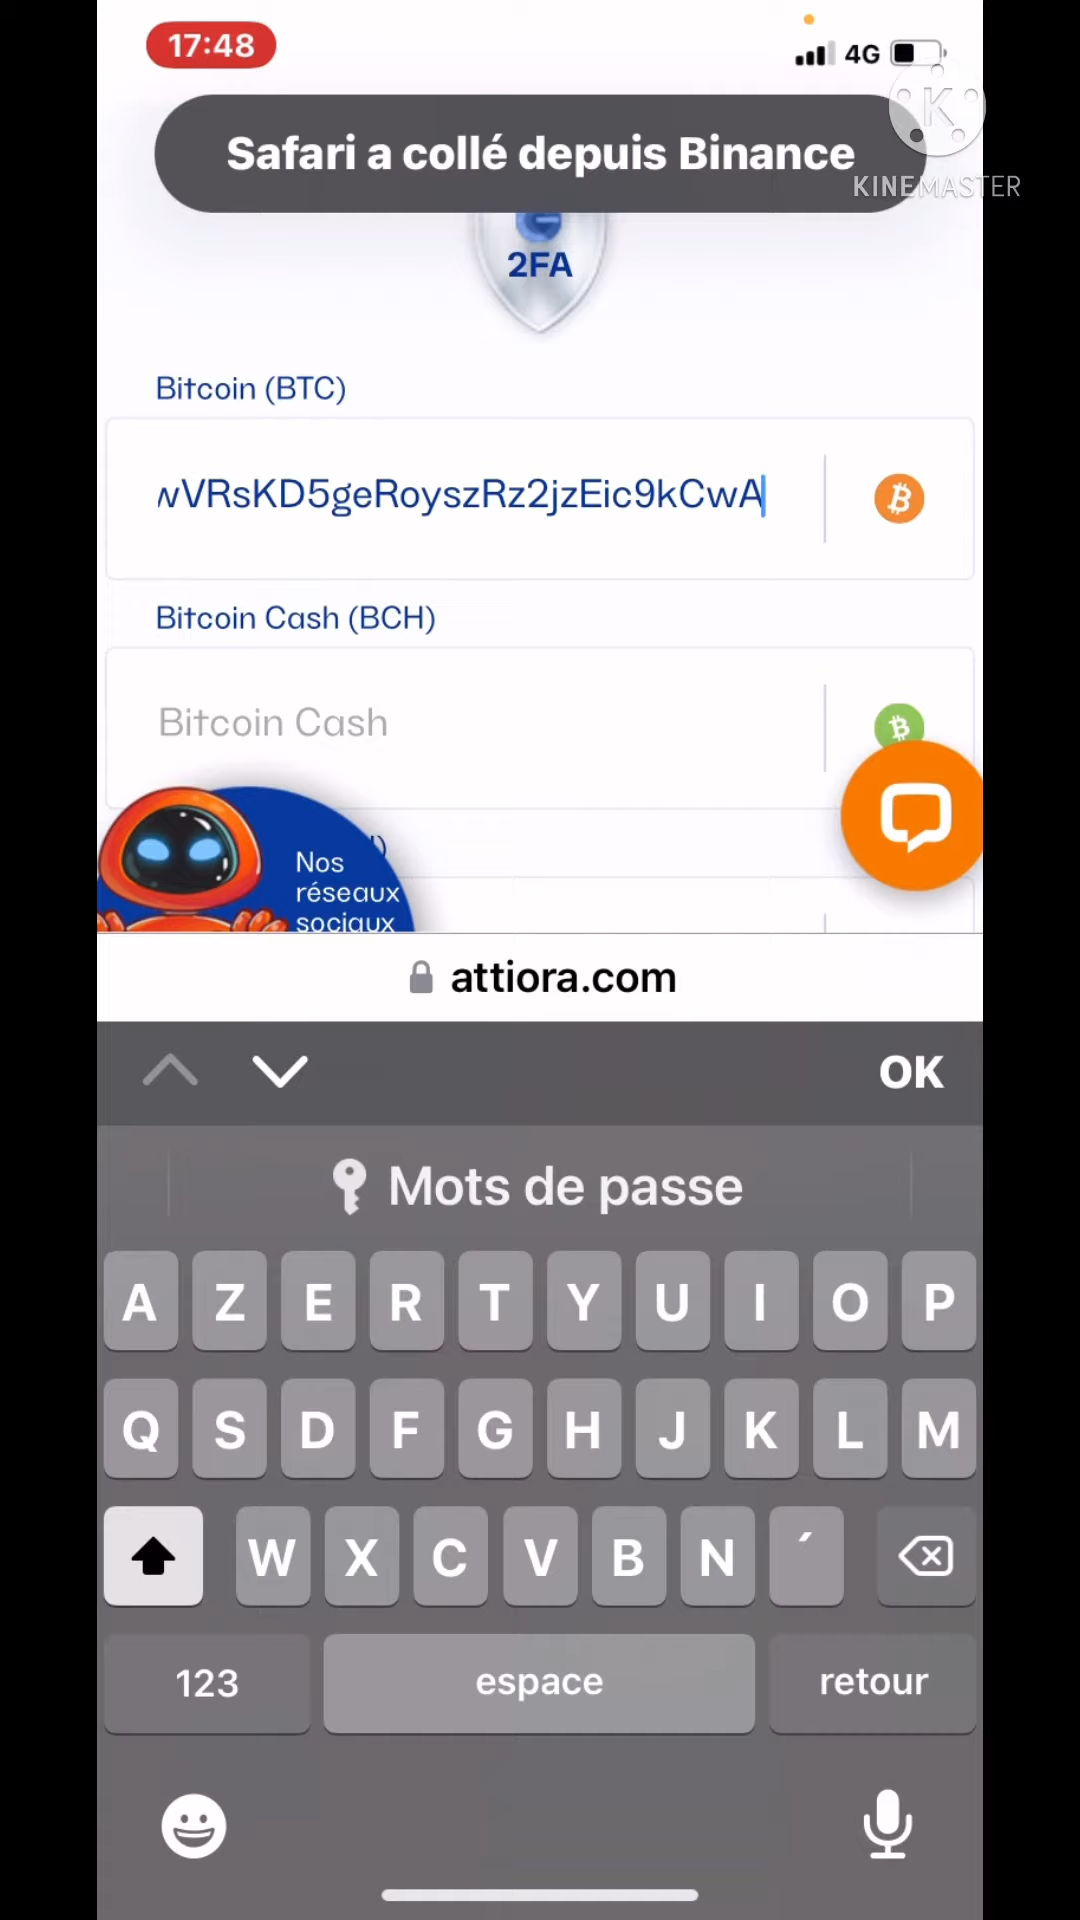 17:48
4G
Safari a collé depuis Binance
K
KINEMASTER
2FA
Bitcoin (BTC)
wVRsKD5geRoyszRz2jzEic9kCwA
Bitcoin Cash (BCH)
Bitcoin Cash
Nos
réseaux
sociaux
attiora.com
OK
Mots de passe
A Z E R T Y U I O P
Q S D F G H J K L M
W X C V B N ´
123 espace retour